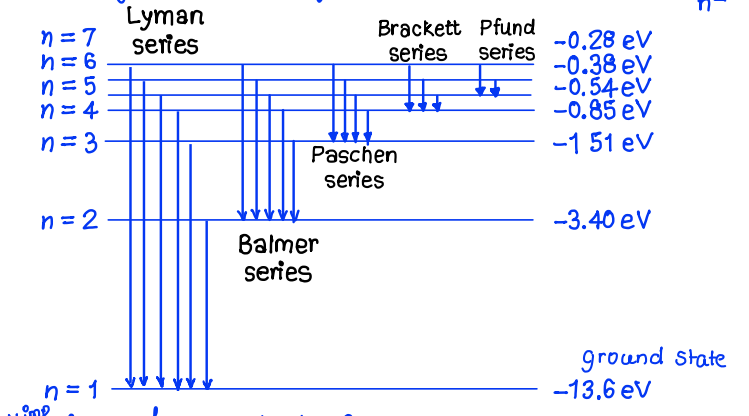 n=
Lyman
series
Brackett
series
Pfund
series
n = 7
-0.28 eV
n = 6
-0.38 eV
n = 5
-0.54 eV
n = 4
-0.85 eV
n = 3
-1 51 eV
Paschen
series
n = 2
-3.40 eV
Balmer
series
ground state
n = 1
-13.6 eV
imp